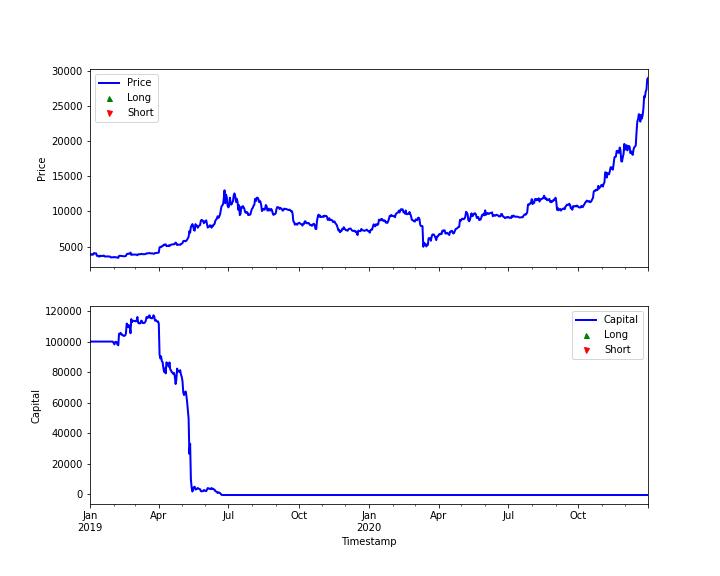 30000
25000
20000
15000
10000
5000
Price
Price
Long
Short
120000
100000
80000
60000
40000
20000
0
Capital
Capital
Long
Short
Jan
2019
Apr
Jul
Oct
Jan
2020
Apr
Jul
Oct
Timestamp